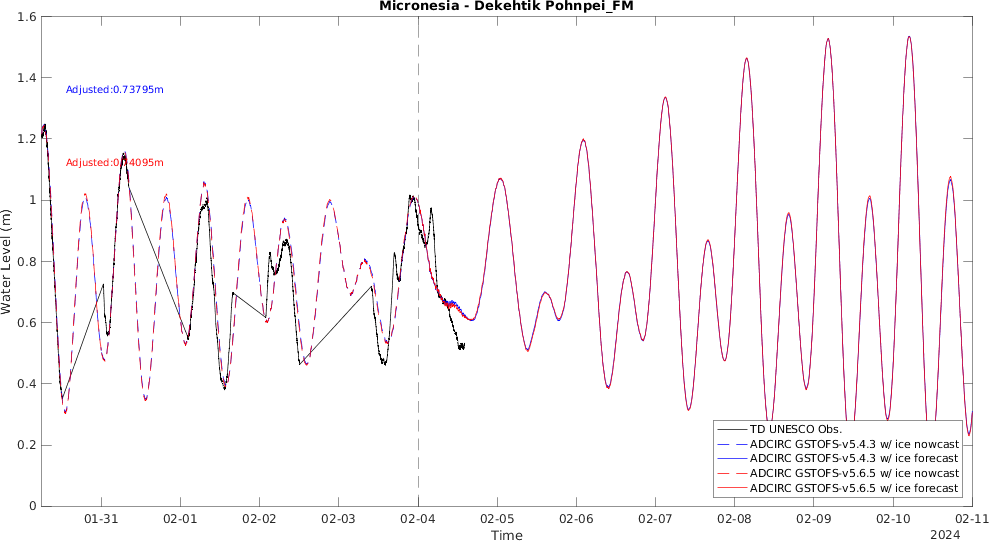 Micronesia - Dekehtik Pohnpei_FM
1.6
1.4
1.2
1
0.8
0.6
0.4
0.2
0
Water Level (m)
Adjusted:0.73795m
Adjusted:0.74095m
TD UNESCO Obs.
ADCIRC GSTOFS-v5.4.3 w/ ice nowcast
ADCIRC GSTOFS-v5.4.3 w/ ice forecast
ADCIRC GSTOFS-v5.6.5 w/ ice nowcast
ADCIRC GSTOFS-v5.6.5 w/ ice forecast
01-31 02-01 02-02 02-03 02-04 02-05 02-06 02-07 02-08 02-09 02-10 02-11
Time
2024